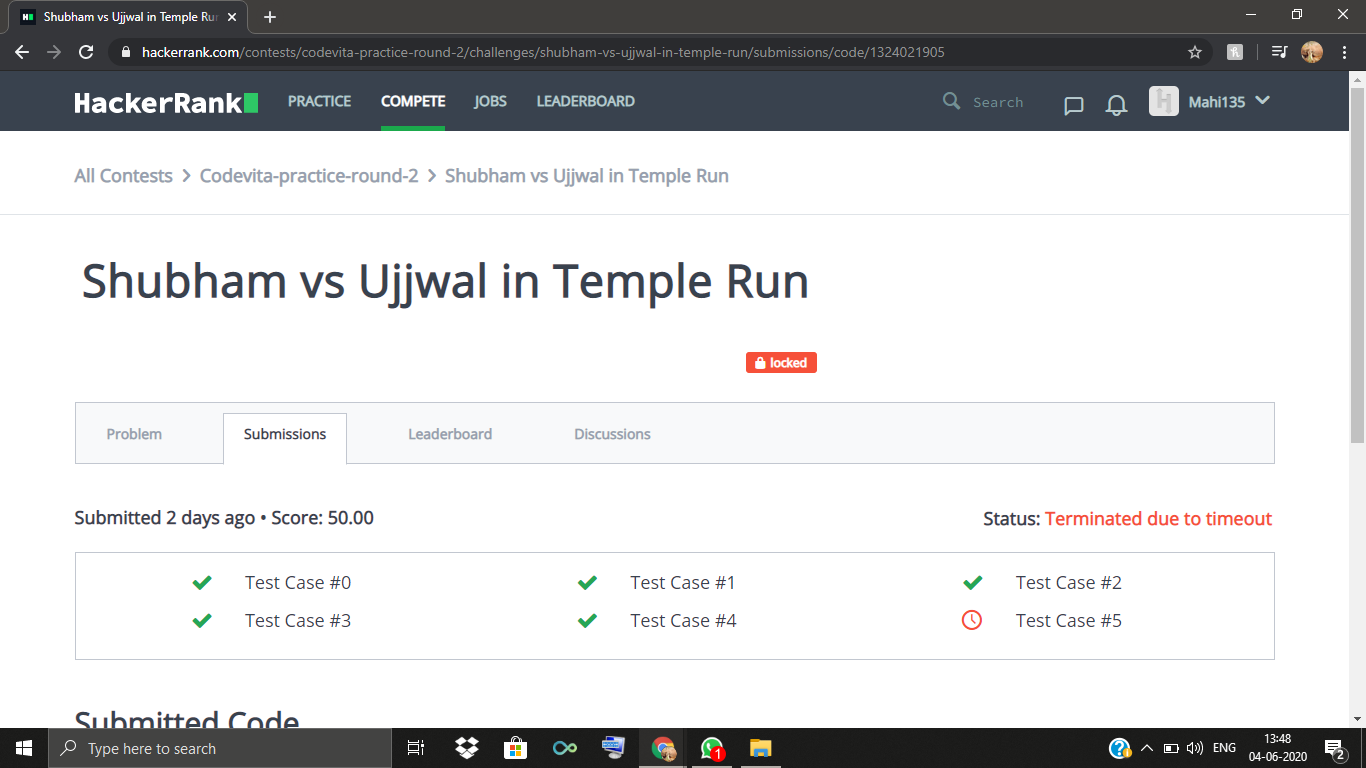 Shubham vs Ujjwal in Temple Run
hackerrank.com/contests/codevita-practice-round-2/challenges/shubham-vs-ujjwal-in-temple-run/submissions/code/1324021905
HackerRank PRACTICE COMPETE JOBS LEADERBOARD Search Mahi135
All Contests > Codevita-practice-round-2 > Shubham vs Ujjwal in Temple Run
Shubham vs Ujjwal in Temple Run
locked
Problem Submissions Leaderboard Discussions
Submitted 2 days ago • Score: 50.00 Status: Terminated due to timeout
Test Case #0 Test Case #1 Test Case #2
Test Case #3 Test Case #4 Test Case #5
Submitted Code
Type here to search 1 ENG 13:48
04-06-2020 2